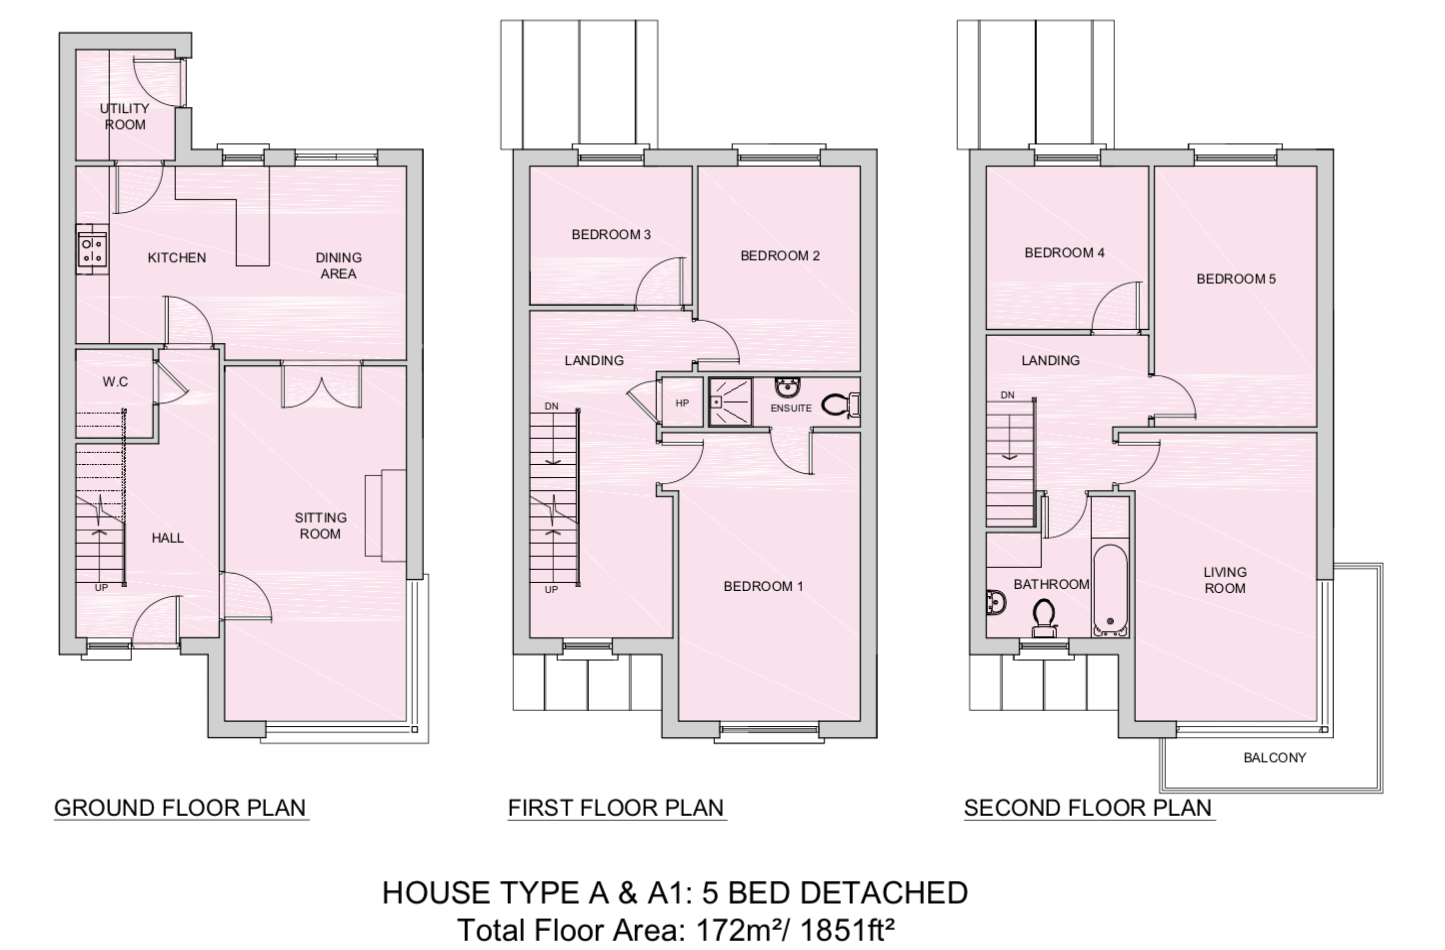 UTILITY
ROOM
KITCHEN
DINING
AREA
W.C
HALL
SITTING
ROOM
UP
GROUND FLOOR PLAN
BEDROOM 3
BEDROOM 2
LANDING
HP
ENSUITE
DN
BEDROOM 1
UP
FIRST FLOOR PLAN
BEDROOM 4
BEDROOM 5
LANDING
DN
BATHROOM
LIVING
ROOM
BALCONY
SECOND FLOOR PLAN
HOUSE TYPE A & A1: 5 BED DETACHED
Total Floor Area: 172m²/ 1851ft²